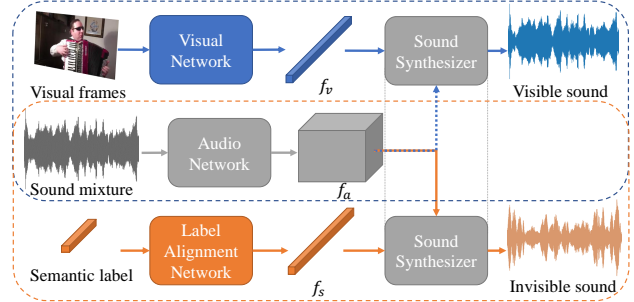 Visual
Network
f_v
Sound
Synthesizer
Visual frames
Visible sound
Audio
Network
Sound mixture
f_a
Label
Alignment
Network
Sound
Synthesizer
Semantic label
f_s
Invisible sound